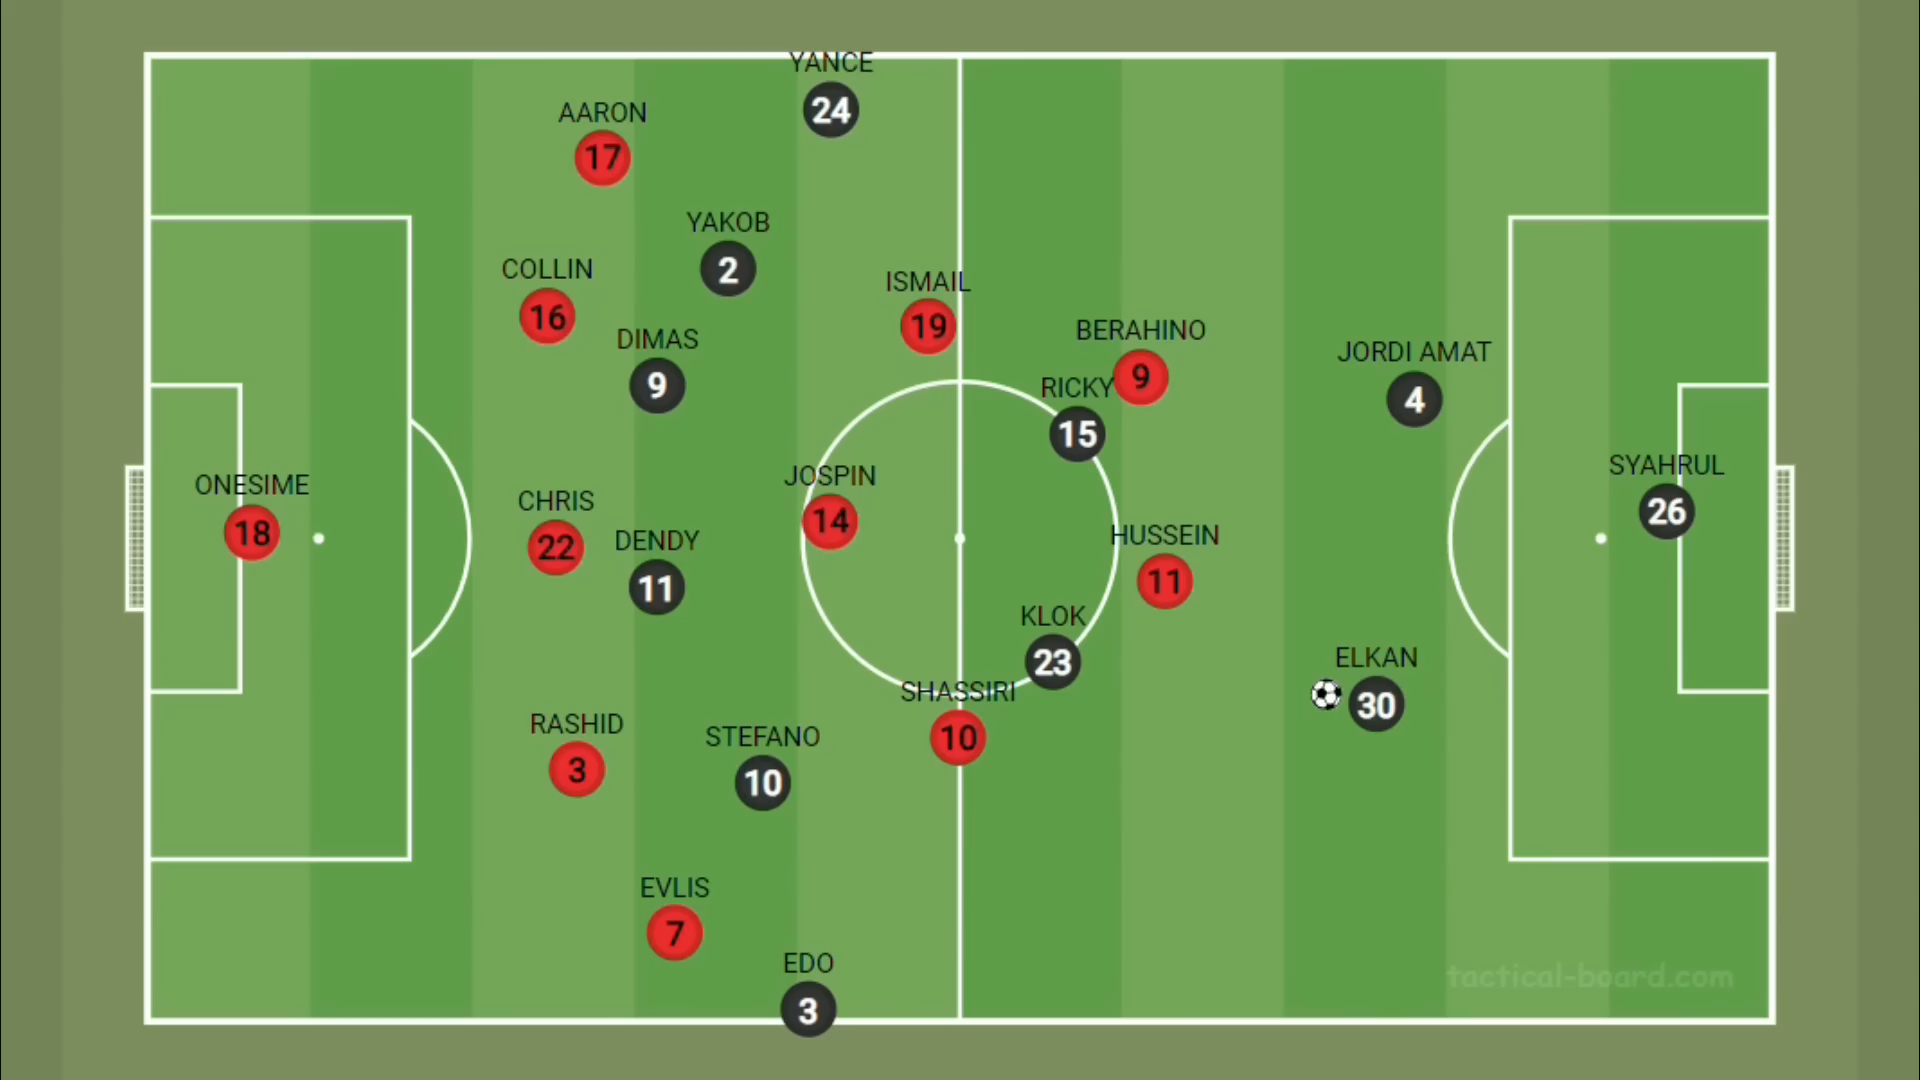 YANCE
24
AARON
17
YAKOB
2
COLLIN
16
ISMAIL
19
DIMAS
9
BERAHINO
9
RICKY
15
JORDI AMAT
4
ONESIME
18
CHRIS
22
DENDY
11
JOSPIN
14
HUSSEIN
11
SYAHRUL
26
KLOK
23
SHASSIRI
10
ELKAN
30
RASHID
3
STEFANO
10
EVLIS
7
EDO
3
tactical-board.com